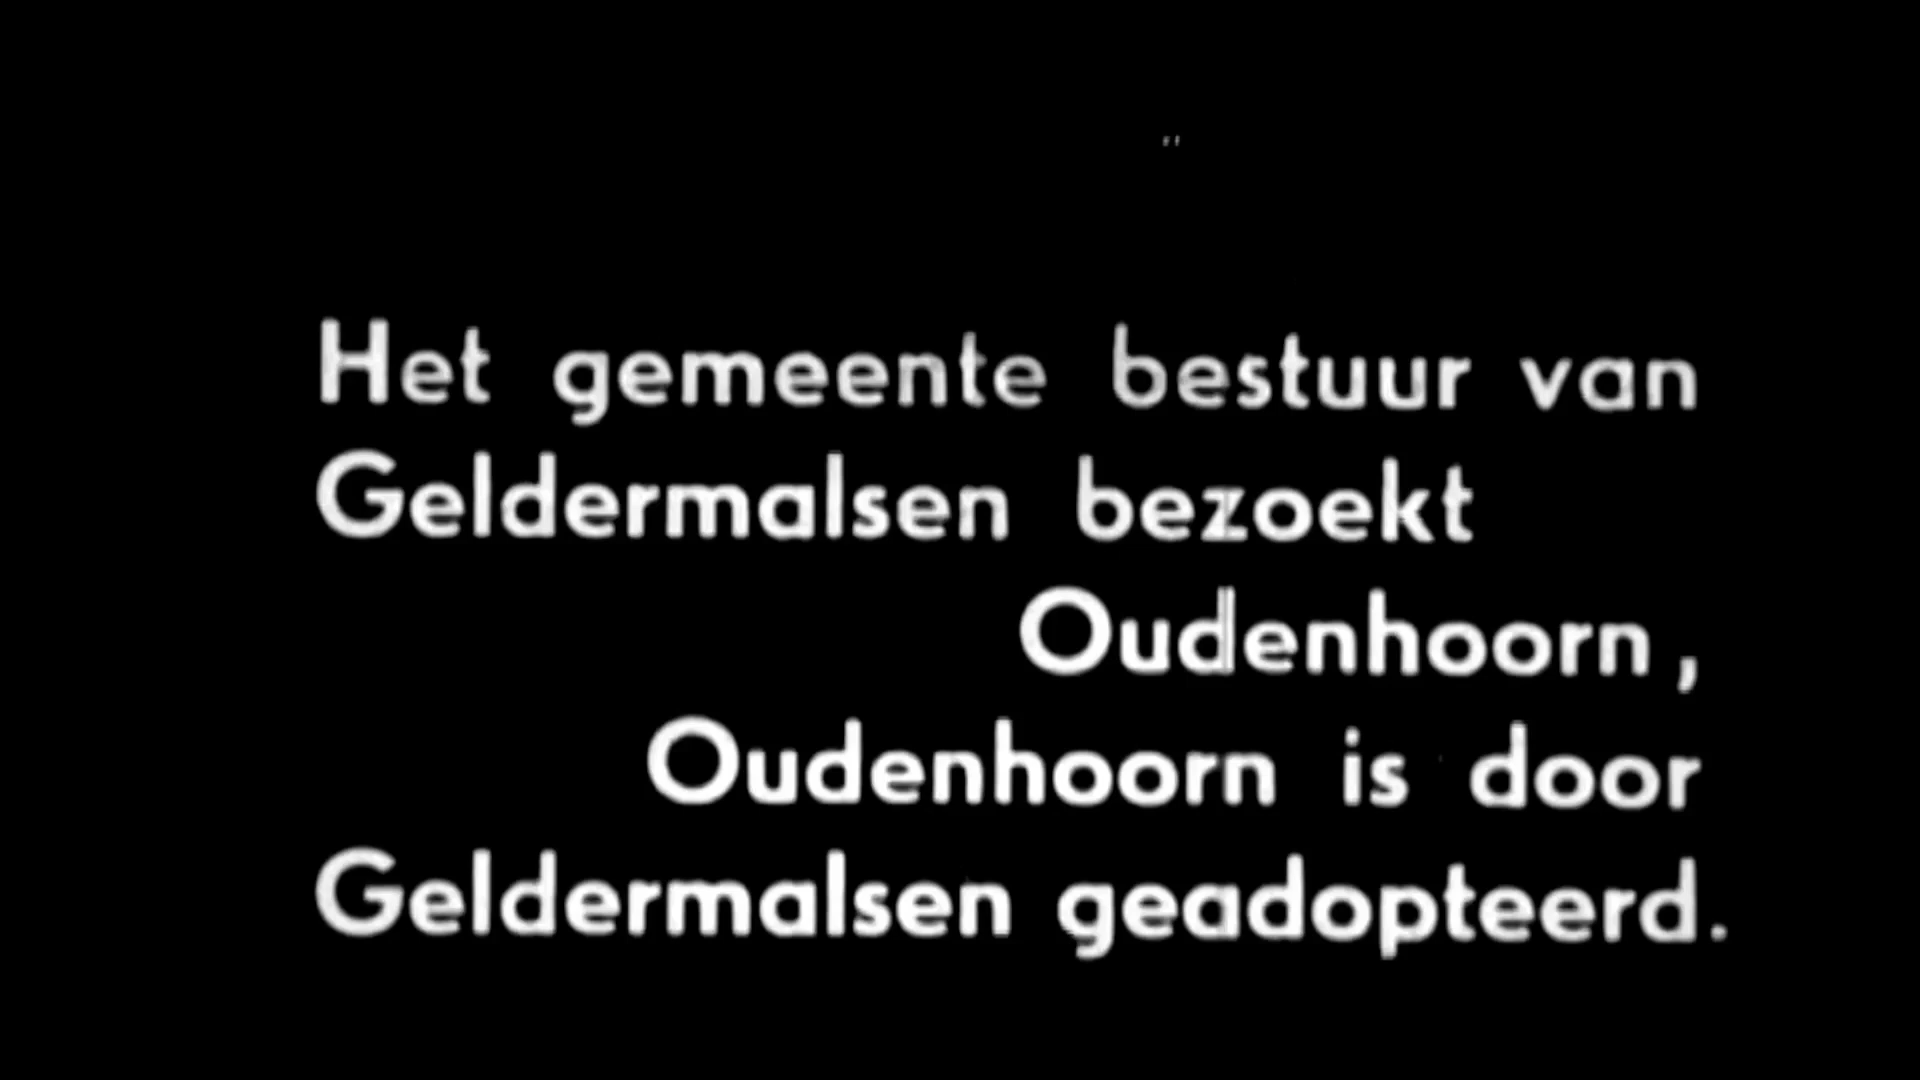 Het gemeente bestuur van
Geldermalsen bezoekt
Oudenhoorn,
Oudenhoorn is door
Geldermalsen geadopteerd.